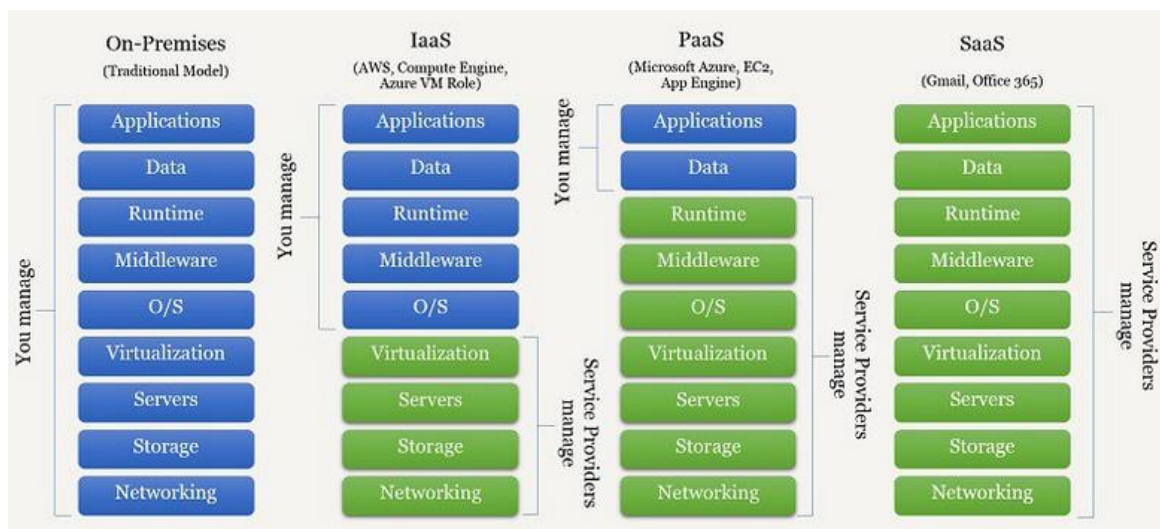 On-Premises
(Traditional Model)
You manage
Applications
Data
Runtime
Middleware
O/S
Virtualization
Servers
Storage
Networking
IaaS
(AWS, Compute Engine,
Azure VM Role)
You manage
Applications
Data
Runtime
Middleware
O/S
Virtualization
Servers
Storage
Networking
Service Providers
manage
PaaS
(Microsoft Azure, EC2,
App Engine)
You manage
Applications
Data
Runtime
Middleware
O/S
Virtualization
Servers
Storage
Networking
Service Providers
manage
SaaS
(Gmail, Office 365)
Applications
Data
Runtime
Middleware
O/S
Virtualization
Servers
Storage
Networking
Service Providers
manage